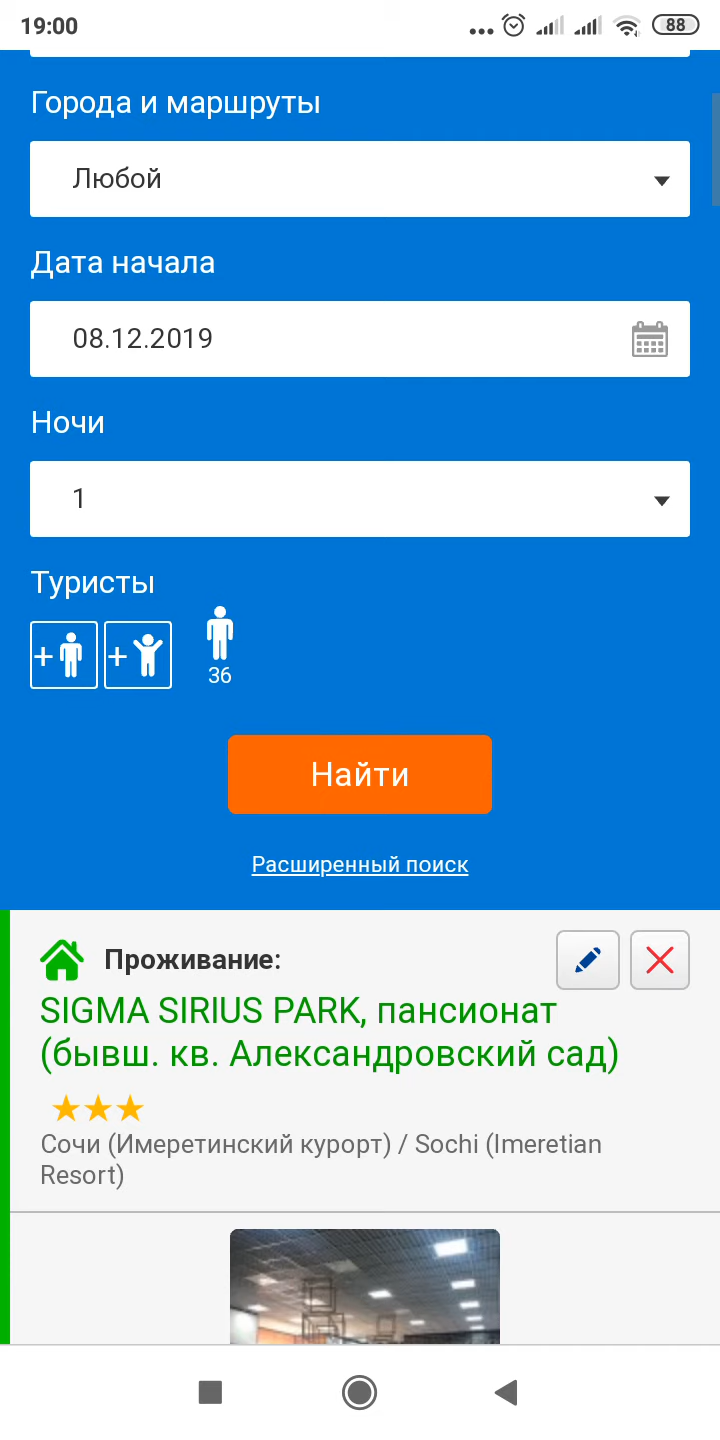 19:00
88
Города и маршруты
Любой
Дата начала
08.12.2019
Ночи
1
Туристы
+ +
36
Найти
Расширенный поиск
Проживание:
SIGMA SIRIUS PARK, пансионат
(бывш. кв. Александровский сад)
Сочи (Имеретинский курорт) / Sochi (Imeretian
Resort)